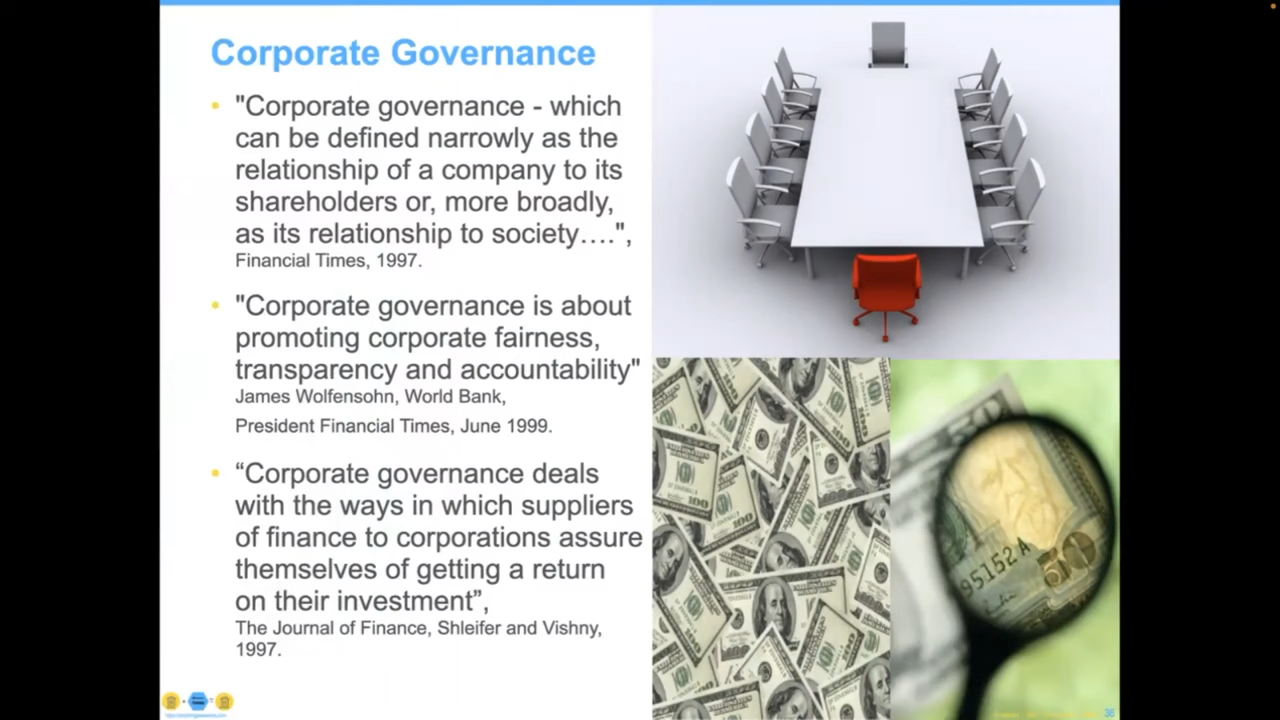 Corporate Governance
• "Corporate governance - which
can be defined narrowly as the
relationship of a company to its
shareholders or, more broadly,
as its relationship to society….",
Financial Times, 1997.
• "Corporate governance is about
promoting corporate fairness,
transparency and accountability"
James Wolfensohn, World Bank,
President Financial Times, June 1999.
• “Corporate governance deals
with the ways in which suppliers
of finance to corporations assure
themselves of getting a return
on their investment”,
The Journal of Finance, Shleifer and Vishny,
1997.
95152A
50
100
36